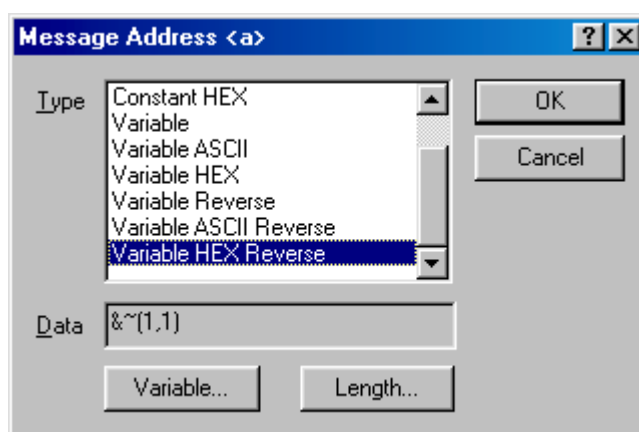 Message Address <a>
Type
Constant HEX
Variable
Variable ASCII
Variable HEX
Variable Reverse
Variable ASCII Reverse
Variable HEX Reverse
OK
Cancel
Data
&~(1,1)
Variable...
Length...